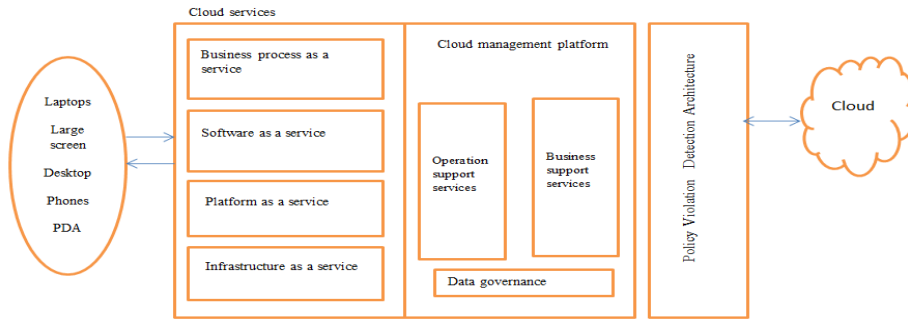 Cloud services
Laptops
Large
screen
Desktop
Phones
PDA
Business process as a
service
Software as a service
Platform as a service
Infrastructure as a service
Cloud management platform
Operation
support
services
Business
support
services
Data governance
Policy Violation Detection Architecture
Cloud